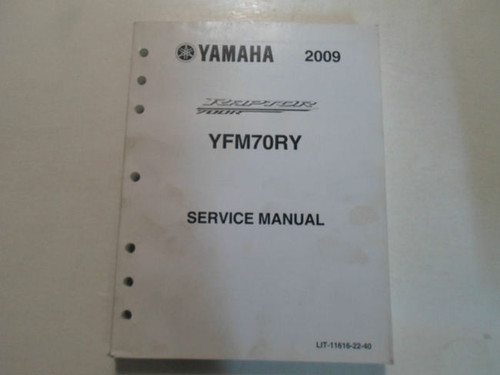 YAMAHA 2009
RAPTOR
700R
YFM70RY
SERVICE MANUAL
LIT-11616-22-40